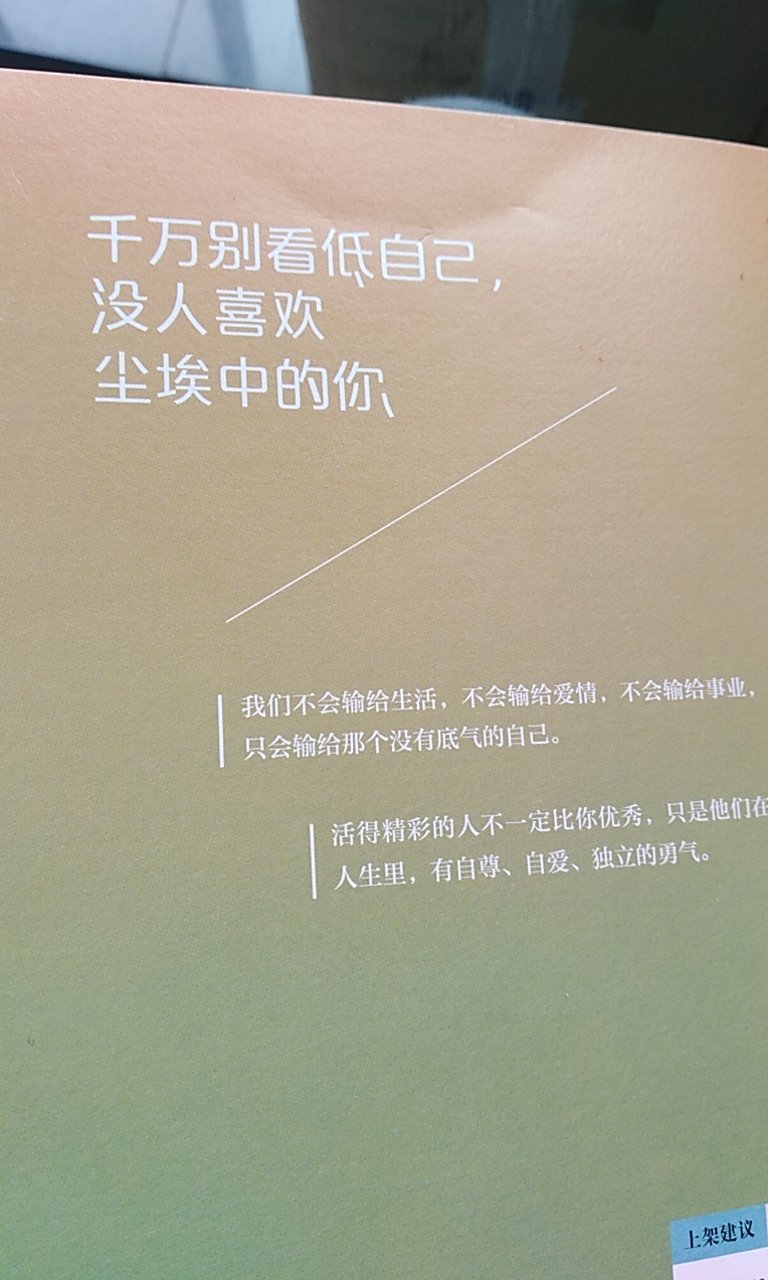 千万别看低自己，
没人喜欢
尘埃中的你
我们不会输给生活，不会输给爱情，不会输给事业，
只会输给那个没有底气的自己。
活得精彩的人不一定比你优秀，只是他们在
人生里，有自尊、自爱、独立的勇气。
上架建议